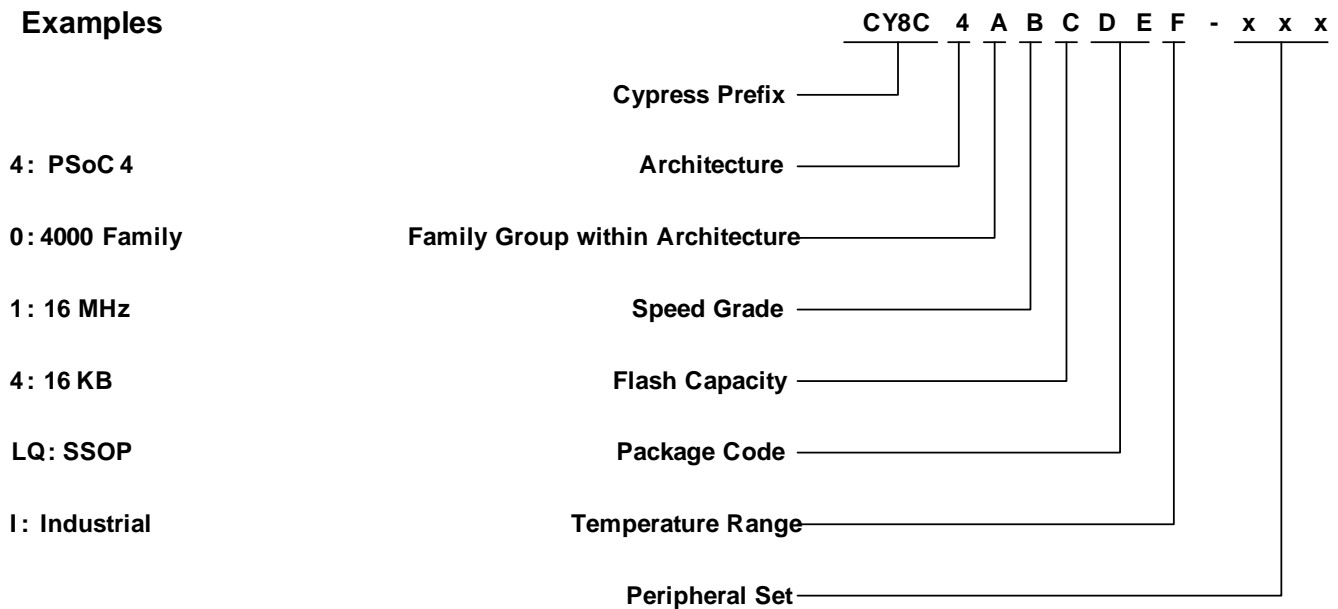 Examples CY8C 4 A B C D E F - x x x
Cypress Prefix
4: PSoC 4 Architecture
0: 4000 Family Family Group within Architecture
1: 16 MHz Speed Grade
4: 16 KB Flash Capacity
LQ: SSOP Package Code
I: Industrial Temperature Range
Peripheral Set